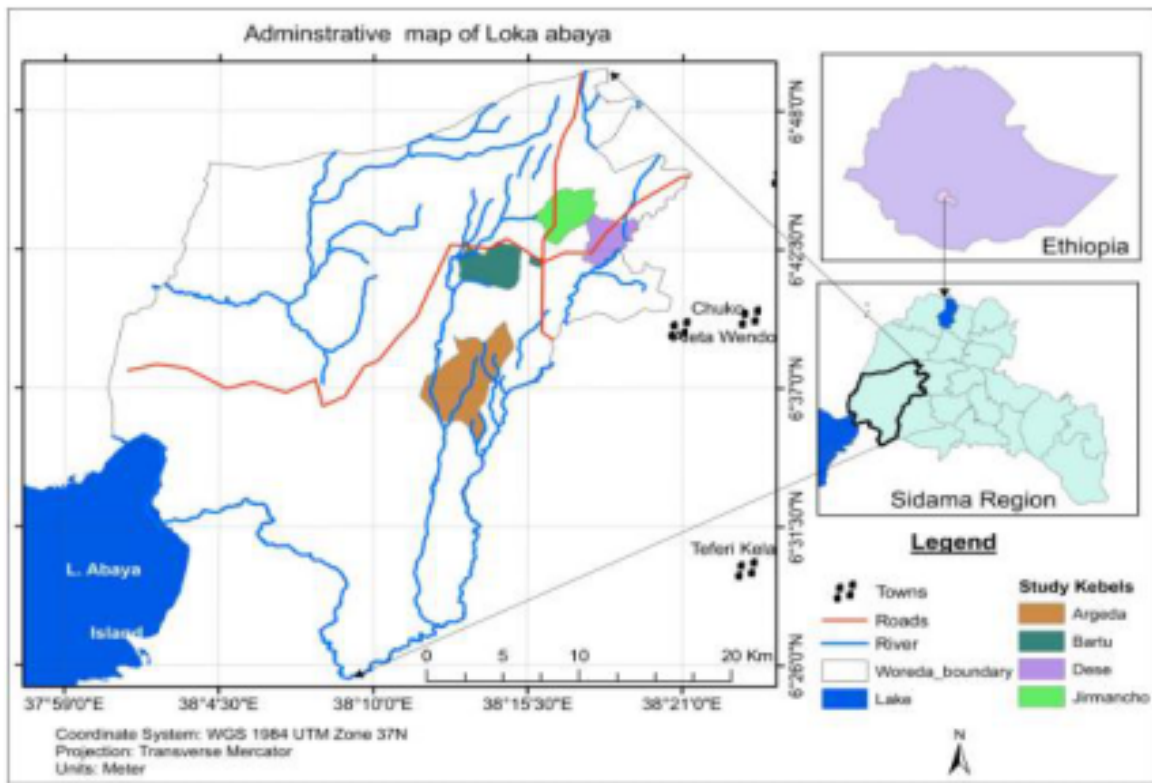 Adminstrative map of Loka abaya
6°48'0"N
6°42'30"N
6°37'0"N
6°31'30"N
6°26'0"N
Chuko
Wendo
Teferi Kela
L. Abaya
Island
0 5 10 20 Km
37°59'0"E 38°4'30"E 38°10'0"E 38°15'30"E 38°21'0"E
Coordinate System: WGS 1984 UTM Zone 37N
Projection: Transverse Mercator
Units: Meter
Ethiopia
Sidama Region
Legend
Towns
Roads
River
Woreda_boundary
Lake
Study Kebels
Argeda
Bartu
Dese
Jirmancho
N